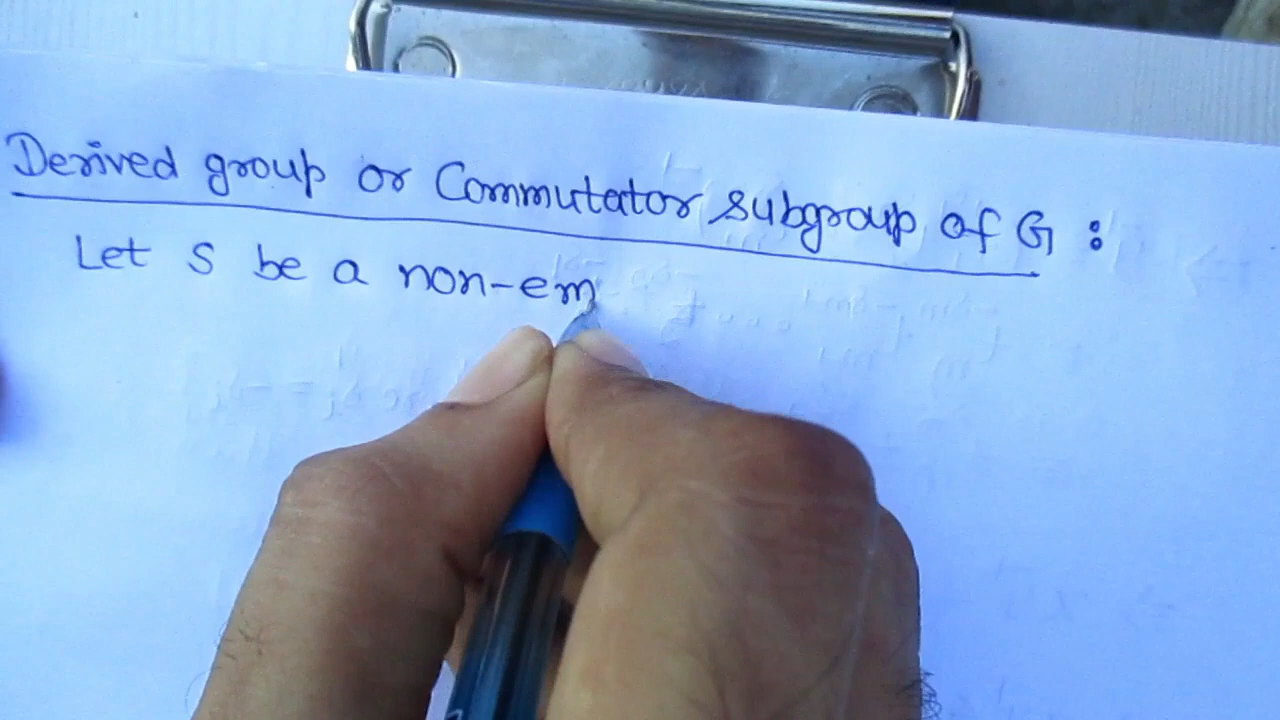 Derived group or Commutator subgroup of G :
Let S be a non-em